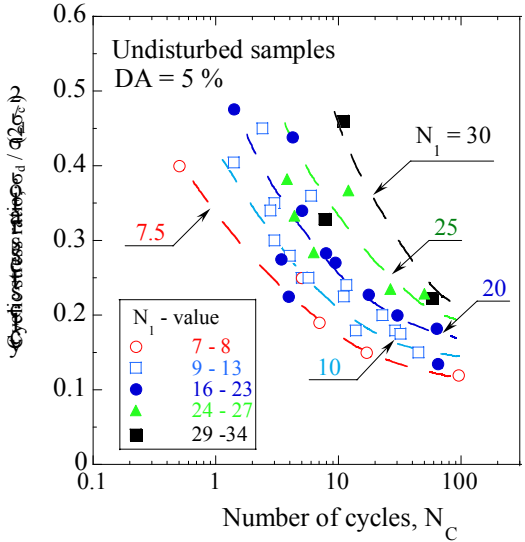 0.6
Undisturbed samples
DA = 5 %
0.5
N₁ = 30
0.4
7.5
25
0.3
20
N₁ - value
7 - 8
9 - 13
16 - 23
24 - 27
29 -34
0.2
10
0.1
0
0.1
1
10
100
Number of cycles, N_C